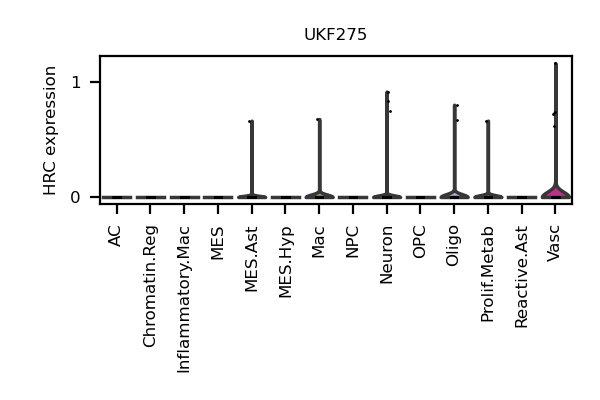 UKF275
HRC expression
1
0
AC
Chromatin.Reg
Inflammatory.Mac
MES
MES.Ast
MES.Hyp
Mac
NPC
Neuron
OPC
Oligo
Prolif.Metab
Reactive.Ast
Vasc